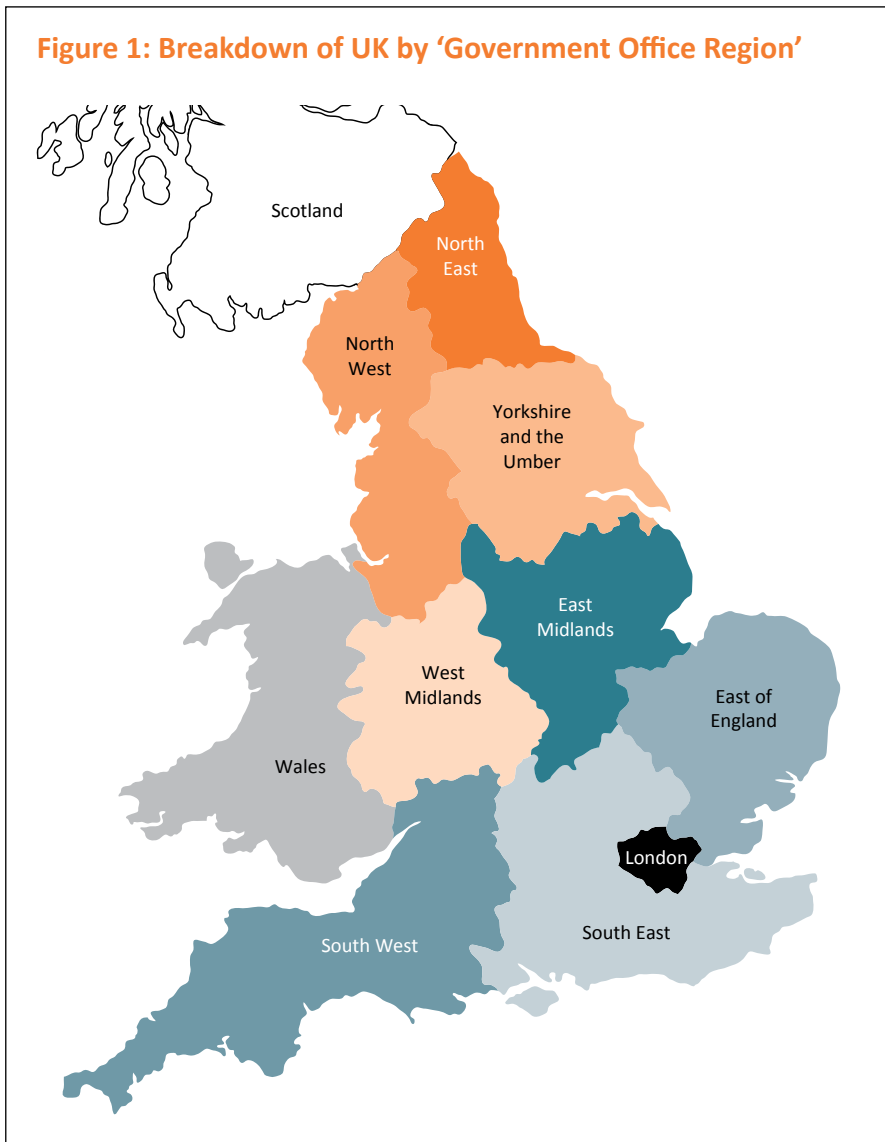 Figure 1: Breakdown of UK by ‘Government Office Region’
Scotland
North
East
North
West
Yorkshire
and the
Umber
East
Midlands
West
Midlands
East of
England
Wales
London
South West
South East